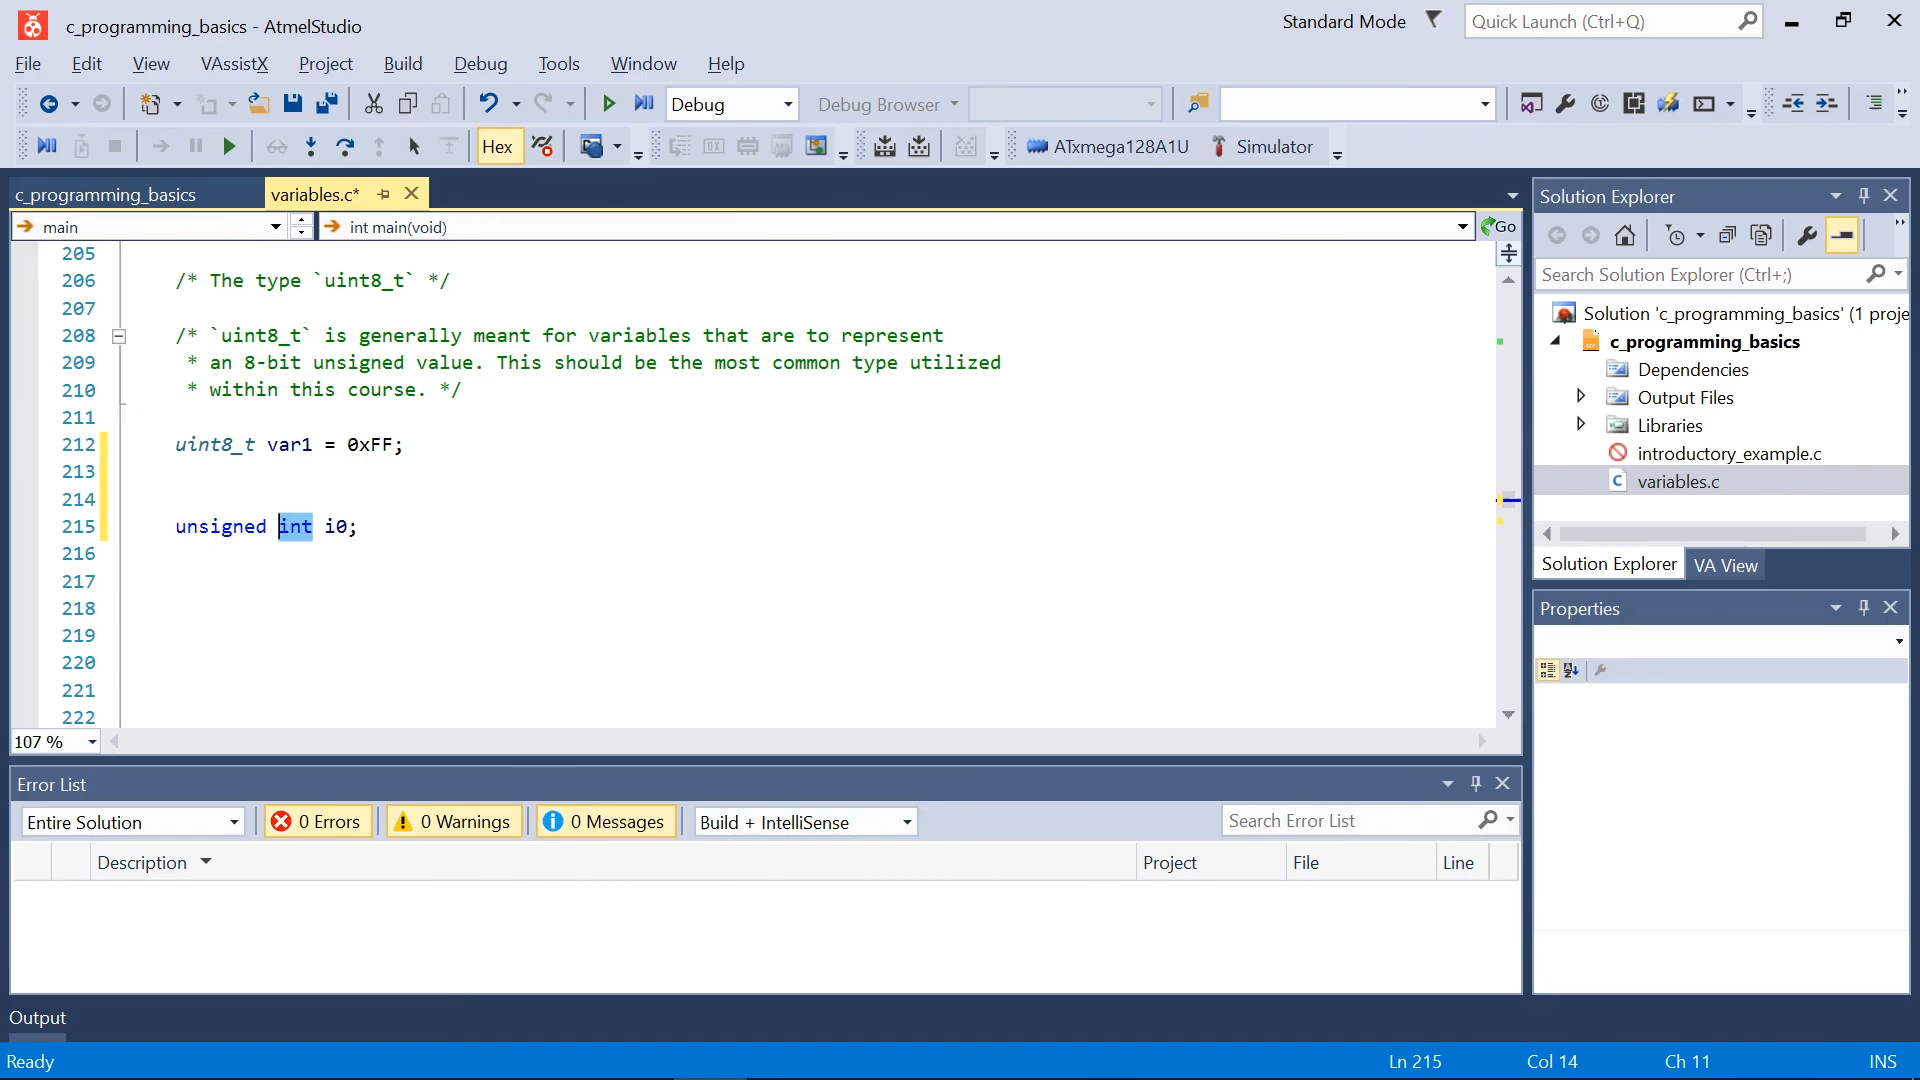 c_programming_basics - AtmelStudio
Standard Mode
Quick Launch (Ctrl+Q)
File Edit View VAssistX Project Build Debug Tools Window Help
Debug
Debug Browser
Hex
ATxmega128A1U
Simulator
c_programming_basics
variables.c*
main
int main(void)
Go
205
206 /* The type `uint8_t` */
207
208 /* `uint8_t` is generally meant for variables that are to represent
209 * an 8-bit unsigned value. This should be the most common type utilized
210 * within this course. */
211
212 uint8_t var1 = 0xFF;
213
214
215 unsigned int i0;
216
217
218
219
220
221
222
107 %
Solution Explorer
Search Solution Explorer (Ctrl+;)
Solution 'c_programming_basics' (1 proje
c_programming_basics
Dependencies
Output Files
Libraries
introductory_example.c
variables.c
Solution Explorer
VA View
Properties
Error List
Entire Solution
0 Errors
0 Warnings
0 Messages
Build + IntelliSense
Search Error List
Description
Project
File
Line
Output
Ready
Ln 215
Col 14
Ch 11
INS